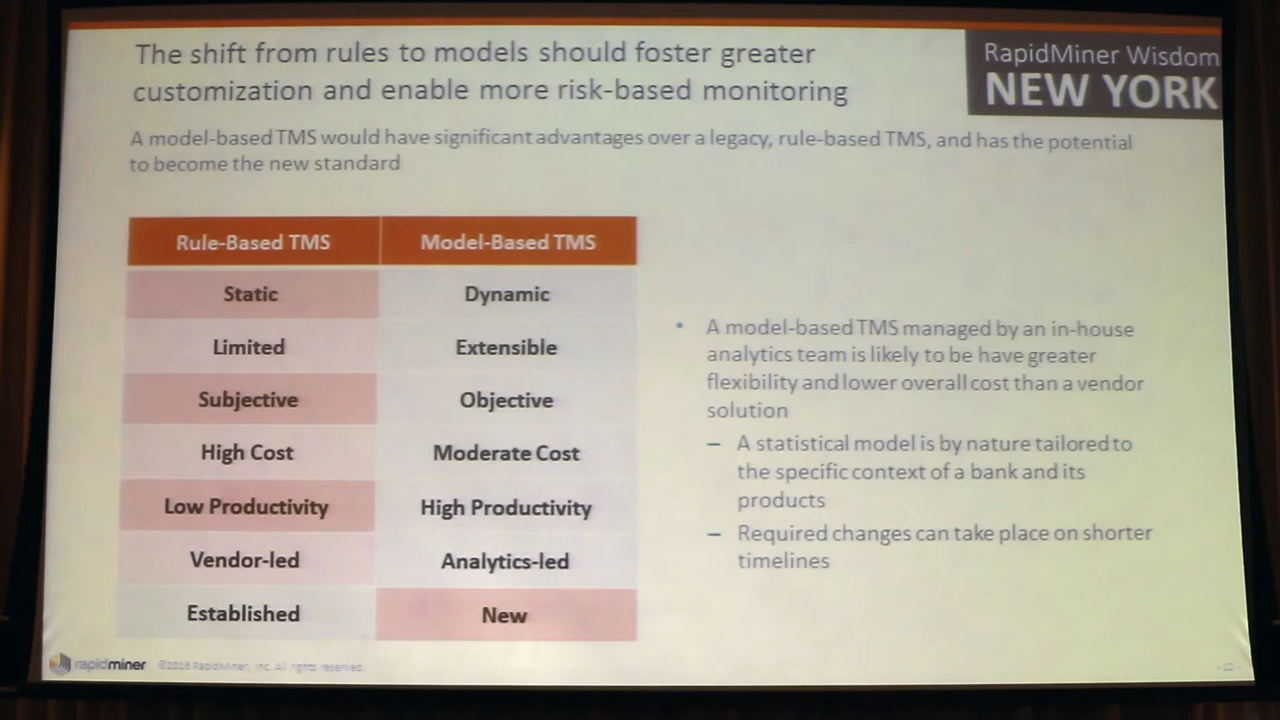 The shift from rules to models should foster greater
customization and enable more risk-based monitoring
RapidMiner Wisdom
NEW YORK
A model-based TMS would have significant advantages over a legacy, rule-based TMS, and has the potential
to become the new standard
Rule-Based TMS Model-Based TMS
Static Dynamic
Limited Extensible
Subjective Objective
High Cost Moderate Cost
Low Productivity High Productivity
Vendor-led Analytics-led
Established New
• A model-based TMS managed by an in-house
analytics team is likely to be have greater
flexibility and lower overall cost than a vendor
solution
– A statistical model is by nature tailored to
the specific context of a bank and its
products
– Required changes can take place on shorter
timelines
rapidminer ©2016 RapidMiner, Inc. All rights reserved.